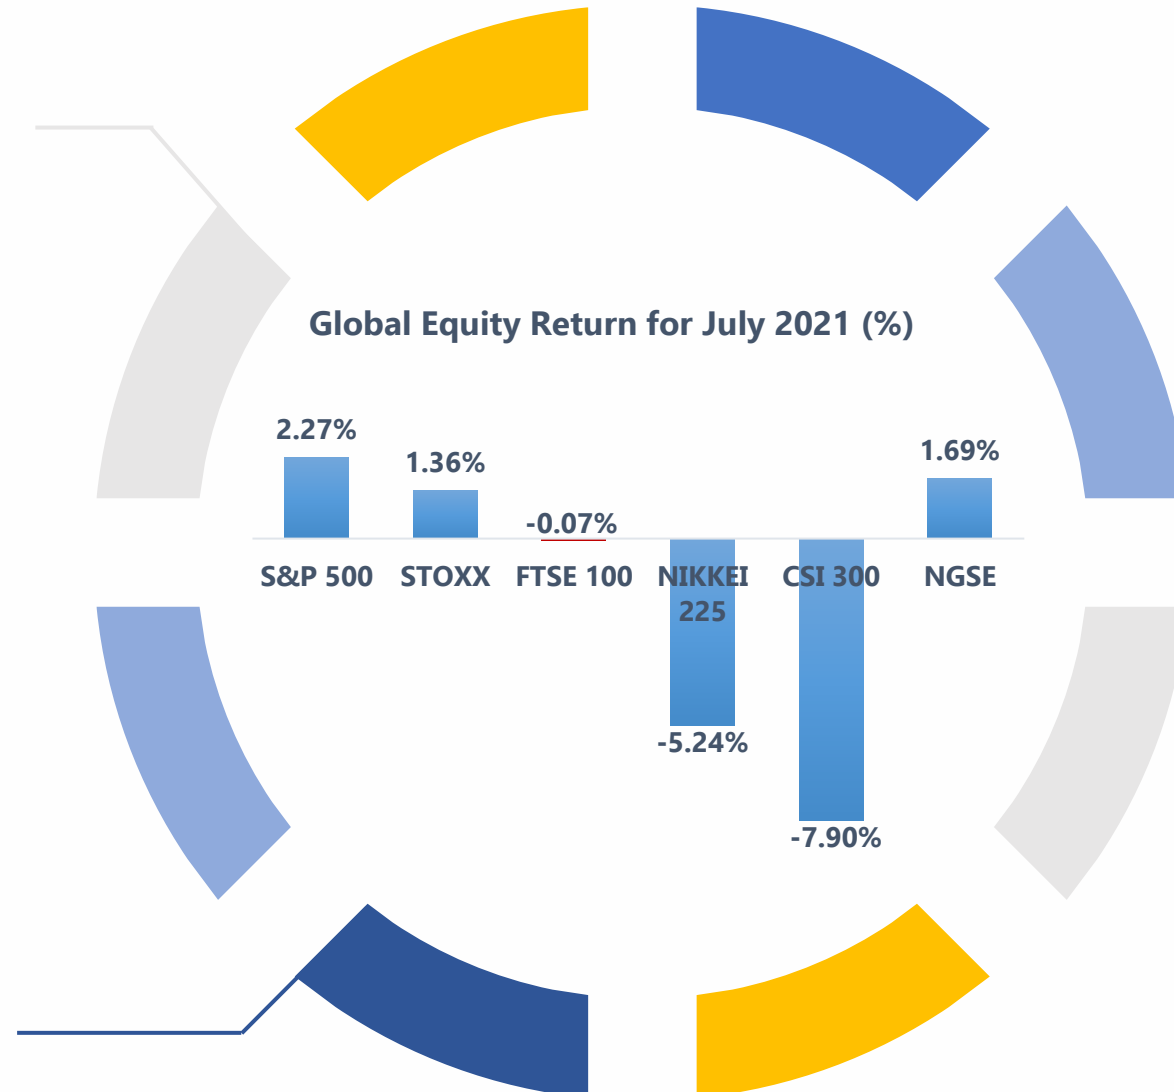 Global Equity Return for July 2021 (%)
2.27%
1.36%
-0.07%
1.69%
S&P 500
STOXX
FTSE 100
NIKKEI
225
CSI 300
NGSE
-5.24%
-7.90%